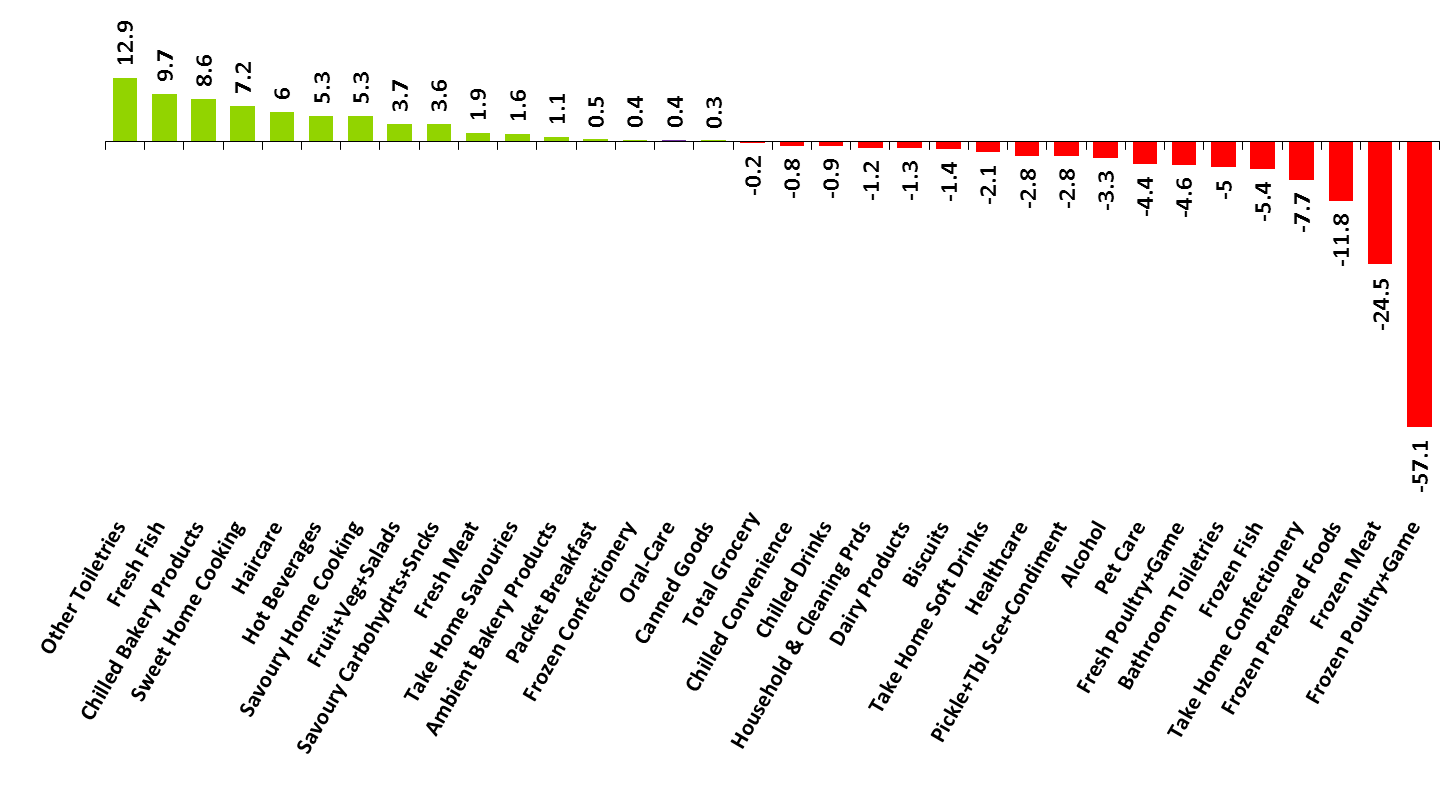 12.9
9.7
8.6
7.2
6
5.3
5.3
3.7
3.6
1.9
1.6
1.1
0.5
0.4
0.4
0.3
-0.2
-0.8
-0.9
-1.2
-1.3
-1.4
-2.1
-2.8
-2.8
-3.3
-4.4
-4.6
-5
-5.4
-7.7
-11.8
-24.5
-57.1
Other Toiletries
Fresh Fish
Chilled Bakery Products
Sweet Home Cooking
Haircare
Hot Beverages
Savoury Home Cooking
Fruit+Veg+Salads
Savoury Carbohydrts+Sncks
Fresh Meat
Take Home Savouries
Ambient Bakery Products
Packet Breakfast
Frozen Confectionery
Oral-Care
Canned Goods
Total Grocery
Chilled Convenience
Chilled Drinks
Household & Cleaning Prds
Dairy Products
Biscuits
Take Home Soft Drinks
Healthcare
Pickle+Tbl Sce+Condiment
Alcohol
Pet Care
Fresh Poultry+Game
Bathroom Toiletries
Frozen Fish
Take Home Confectionery
Frozen Prepared Foods
Frozen Meat
Frozen Poultry+Game